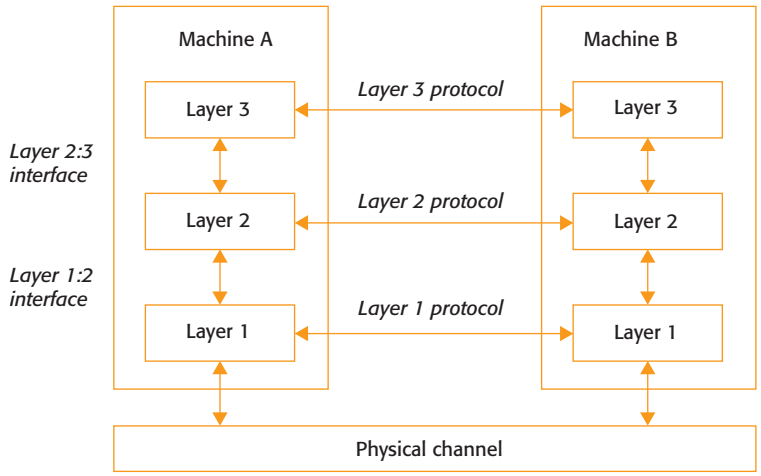 Machine A
Machine B
Layer 3
Layer 3 protocol
Layer 3
Layer 2:3
interface
Layer 2
Layer 2 protocol
Layer 2
Layer 1:2
interface
Layer 1
Layer 1 protocol
Layer 1
Physical channel